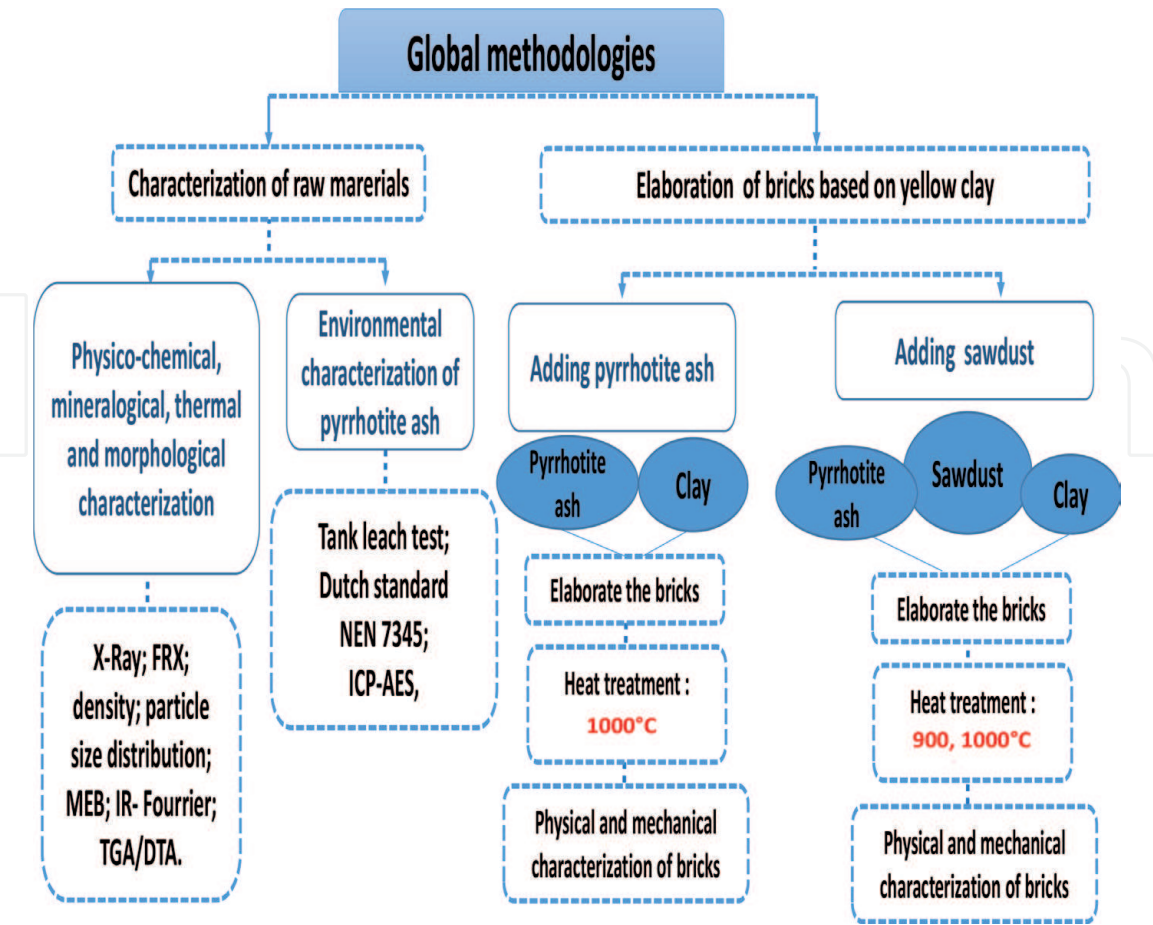 Global methodologies
Characterization of raw marerials
Elaboration of bricks based on yellow clay
Physico-chemical,
mineralogical, thermal
and morphological
characterization
Environmental
characterization of
pyrrhotite ash
Adding pyrrhotite ash
Adding sawdust
X-Ray; FRX;
density; particle
size distribution;
MEB; IR- Fourrier;
TGA/DTA.
Tank leach test;
Dutch standard
NEN 7345;
ICP-AES,
Pyrrhotite
ash
Clay
Elaborate the bricks
Heat treatment :
1000°C
Physical and mechanical
characterization of bricks
Pyrrhotite
ash
Sawdust
Clay
Elaborate the bricks
Heat treatment :
900, 1000°C
Physical and mechanical
characterization of bricks